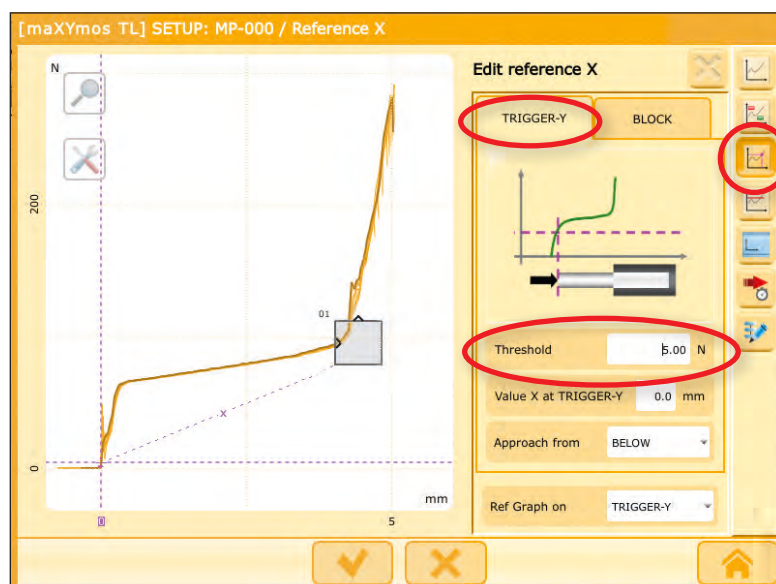 [maXYmos TL] SETUP: MP-000 / Reference X
N
200
0
01
X
mm
0
5
Edit reference X
TRIGGER-Y
BLOCK
Threshold 5.00 N
Value X at TRIGGER-Y 0.0 mm
Approach from BELOW
Ref Graph on TRIGGER-Y